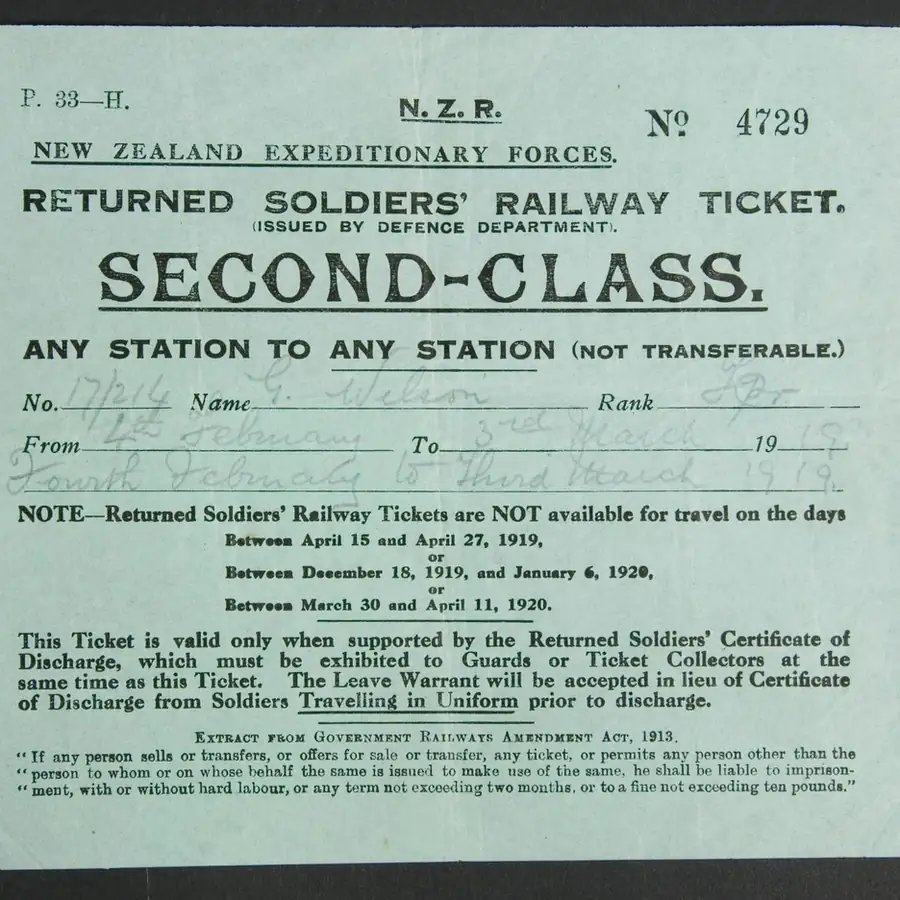 P. 33—H.
N. Z. R.
Nº 4729
NEW ZEALAND EXPEDITIONARY FORCES.
RETURNED SOLDIERS' RAILWAY TICKET.
(ISSUED BY DEFENCE DEPARTMENT).
SECOND-CLASS.
ANY STATION TO ANY STATION (NOT TRANSFERABLE.)
No. 17/214 Name G. Wilson Rank Tpr.
From 4th February To 3rd March 19 19
Fourth February to Third March 1919.
NOTE—Returned Soldiers' Railway Tickets are NOT available for travel on the days
Between April 15 and April 27, 1919,
or
Between December 18, 1919, and January 6, 1920,
or
Between March 30 and April 11, 1920.
This Ticket is valid only when supported by the Returned Soldiers' Certificate of
Discharge, which must be exhibited to Guards or Ticket Collectors at the
same time as this Ticket. The Leave Warrant will be accepted in lieu of Certificate
of Discharge from Soldiers Travelling in Uniform prior to discharge.
EXTRACT FROM GOVERNMENT RAILWAYS AMENDMENT ACT, 1913.
“ If any person sells or transfers, or offers for sale or transfer, any ticket, or permits any person other than the
“ person to whom or on whose behalf the same is issued to make use of the same, he shall be liable to imprison-
“ ment, with or without hard labour, or any term not exceeding two months, or to a fine not exceeding ten pounds.”